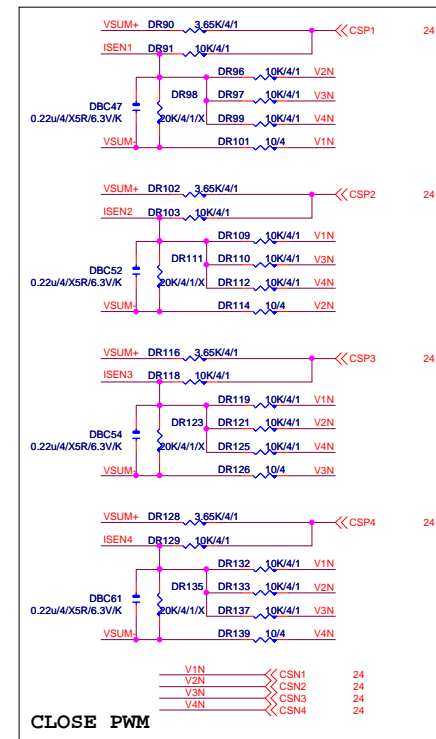 VSUM+ DR90 3.65K/4/1 CSP1 24
ISEN1 DR91 10K/4/1
DR96 10K/4/1 V2N
DR98 DR97 10K/4/1 V3N
DBC47
0.22u/4/X5R/6.3V/K 20K/4/1/X DR99 10K/4/1 V4N
VSUM- DR101 10/4 V1N
VSUM+ DR102 3.65K/4/1 CSP2 24
ISEN2 DR103 10K/4/1
DR109 10K/4/1 V1N
DR111 DR110 10K/4/1 V3N
DBC52
0.22u/4/X5R/6.3V/K 20K/4/1/X DR112 10K/4/1 V4N
VSUM- DR114 10/4 V2N
VSUM+ DR116 3.65K/4/1 CSP3 24
ISEN3 DR118 10K/4/1
DR119 10K/4/1 V1N
DR123 DR121 10K/4/1 V2N
DBC54
0.22u/4/X5R/6.3V/K 20K/4/1/X DR125 10K/4/1 V4N
VSUM- DR126 10/4 V3N
VSUM+ DR128 3.65K/4/1 CSP4 24
ISEN4 DR129 10K/4/1
DR132 10K/4/1 V1N
DR135 DR133 10K/4/1 V2N
DBC61
0.22u/4/X5R/6.3V/K 20K/4/1/X DR137 10K/4/1 V3N
VSUM- DR139 10/4 V4N
V1N CSN1 24
V2N CSN2 24
V3N CSN3 24
V4N CSN4 24
CLOSE PWM